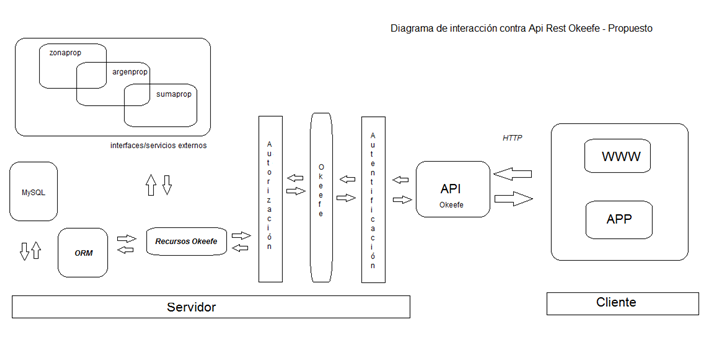 Diagrama de interacción contra Api Rest Okeefe - Propuesto
zonaprop
argenprop
sumaprop
interfaces/servicios externos
MySQL
ORM
Recursos Okeefe
Autorización
Okeefe
Autentificación
API
Okeefe
HTTP
WWW
APP
Servidor
Cliente